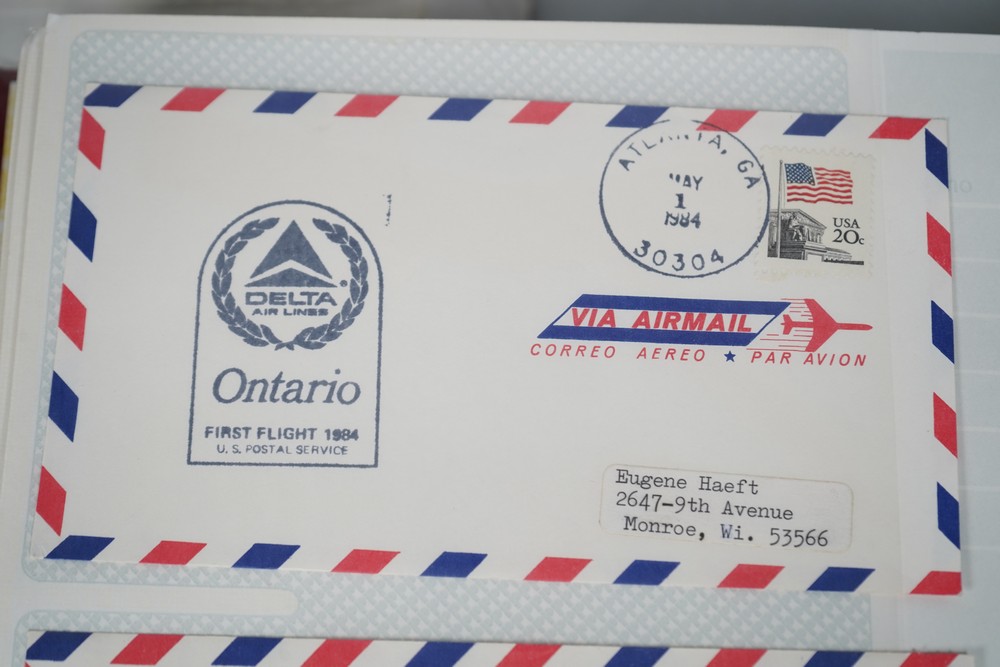 ATLANTA, GA
MAY
1
1984
30304
USA
20c
DELTA
AIR LINES
VIA AIRMAIL
CORREO AEREO ★ PAR AVION
Ontario
FIRST FLIGHT 1984
U. S. POSTAL SERVICE
Eugene Haeft
2647-9th Avenue
Monroe, Wi. 53566